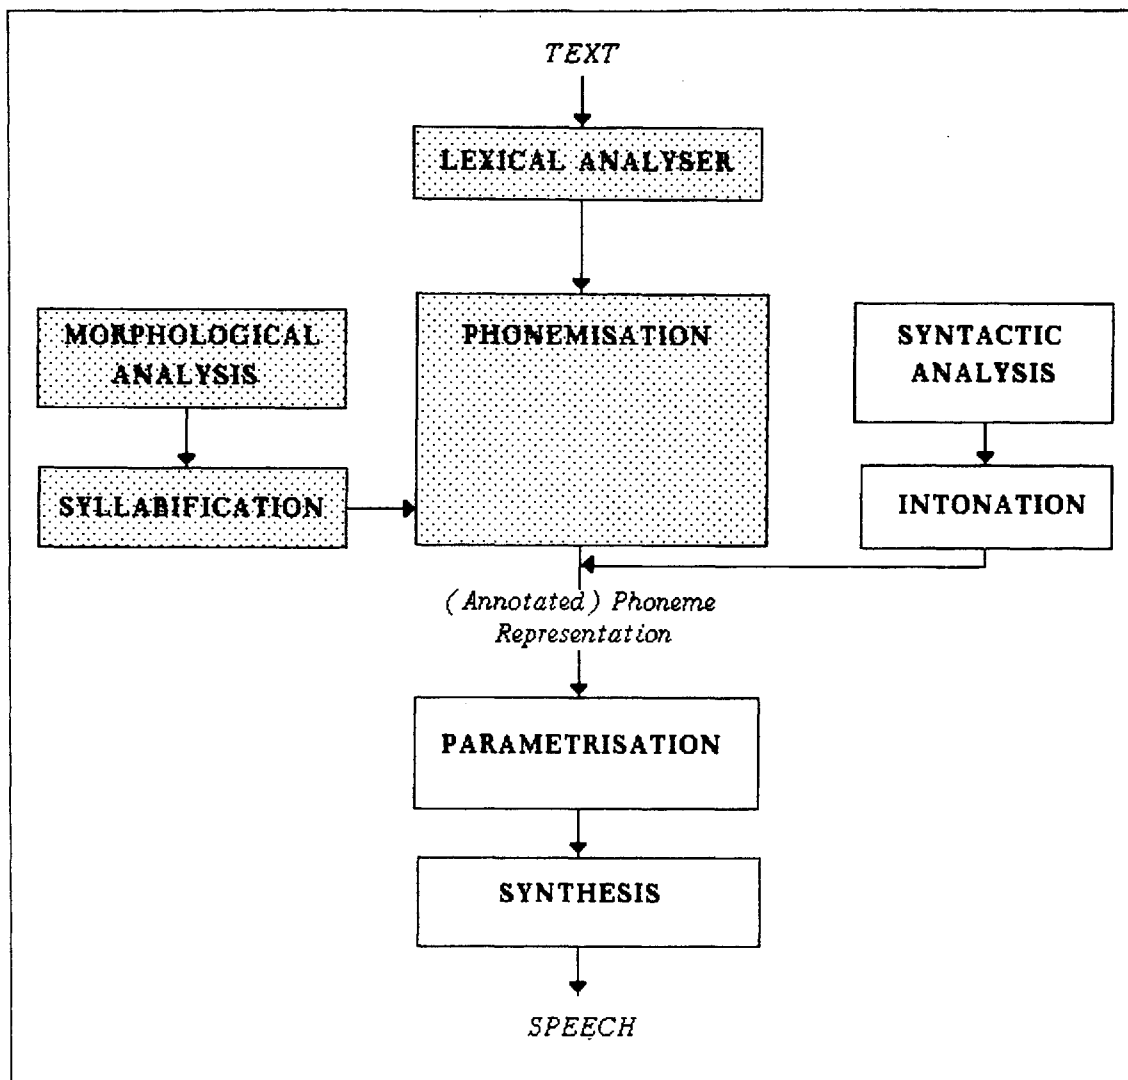 TEXT
LEXICAL ANALYSER
MORPHOLOGICAL
ANALYSIS
PHONEMISATION
SYNTACTIC
ANALYSIS
SYLLABIFICATION
INTONATION
(Annotated) Phoneme
Representation
PARAMETRISATION
SYNTHESIS
SPEECH